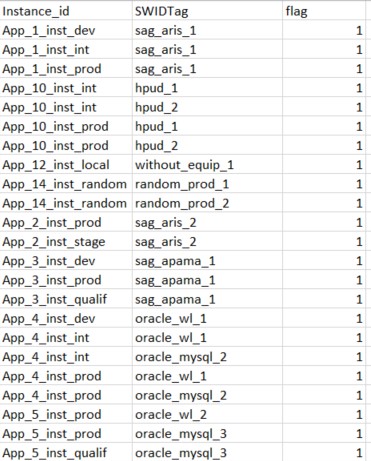 Instance_id SWIDTag flag
App_1_inst_dev sag_aris_1 1
App_1_inst_int sag_aris_1 1
App_1_inst_prod sag_aris_1 1
App_10_inst_int hpud_1 1
App_10_inst_int hpud_2 1
App_10_inst_prod hpud_1 1
App_10_inst_prod hpud_2 1
App_12_inst_local without_equip_1 1
App_14_inst_random random_prod_1 1
App_14_inst_random random_prod_2 1
App_2_inst_prod sag_aris_2 1
App_2_inst_stage sag_aris_2 1
App_3_inst_dev sag_apama_1 1
App_3_inst_prod sag_apama_1 1
App_3_inst_qualif sag_apama_1 1
App_4_inst_dev oracle_wl_1 1
App_4_inst_int oracle_wl_1 1
App_4_inst_int oracle_mysql_2 1
App_4_inst_prod oracle_wl_1 1
App_4_inst_prod oracle_mysql_2 1
App_5_inst_prod oracle_wl_2 1
App_5_inst_prod oracle_mysql_3 1
App_5_inst_qualif oracle_mysql_3 1